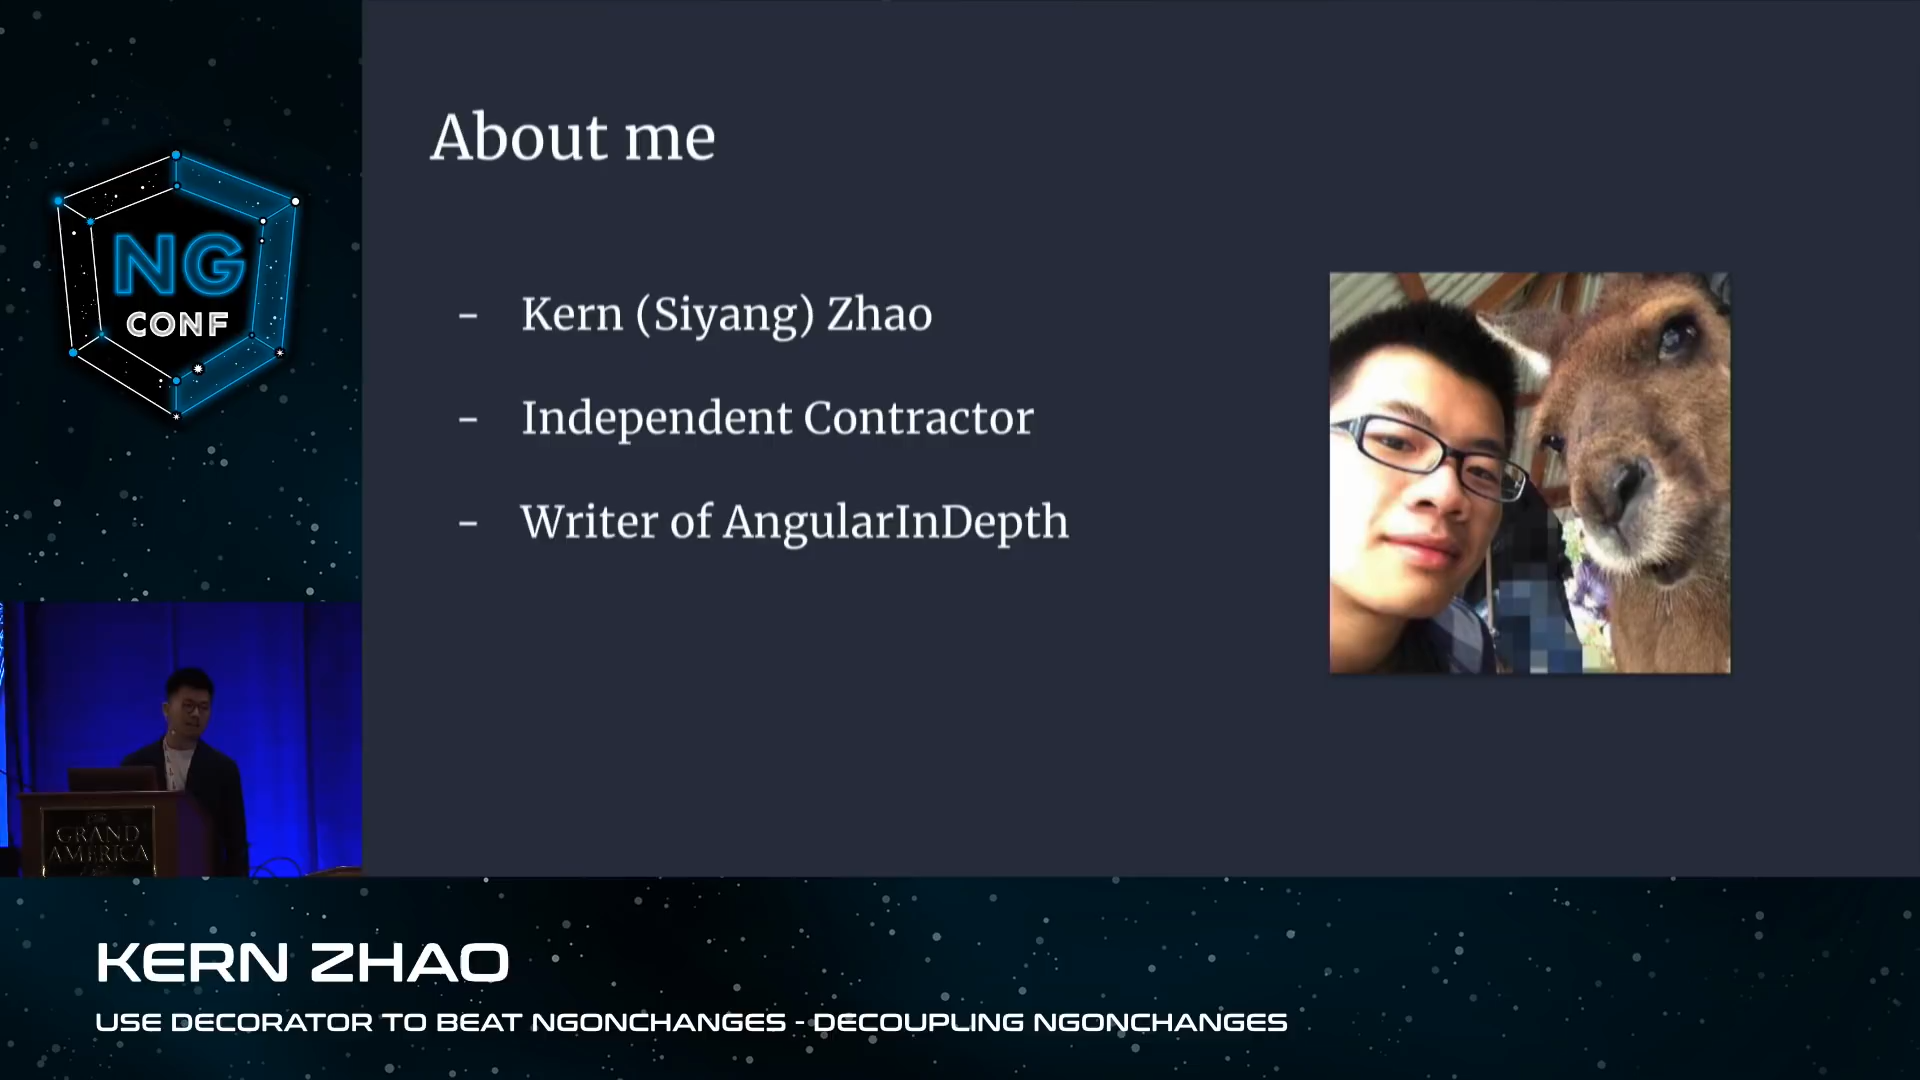 NG
CONF
About me
- Kern (Siyang) Zhao
- Independent Contractor
- Writer of AngularInDepth
GRAND
AMERICA
KERN ZHAO
USE DECORATOR TO BEAT NGONCHANGES - DECOUPLING NGONCHANGES